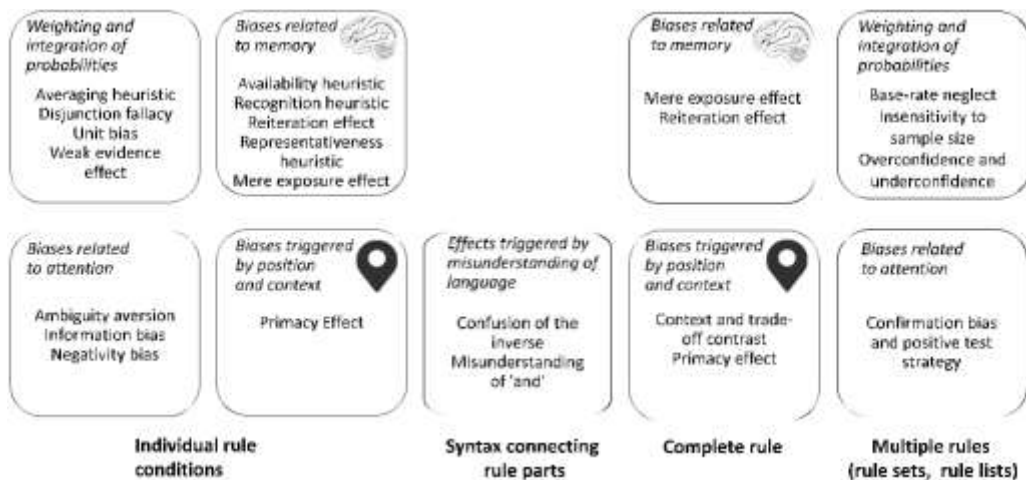 Weighting and
integration of
probabilities
Averaging heuristic
Disjunction fallacy
Unit bias
Weak evidence
effect
Biases related
to memory
Availability heuristic
Recognition heuristic
Reiteration effect
Representativeness
heuristic
Mere exposure effect
Biases related
to memory
Mere exposure effect
Reiteration effect
Weighting and
integration of
probabilities
Base-rate neglect
Insensitivity to
sample size
Overconfidence and
underconfidence
Biases related
to attention
Ambiguity aversion
Information bias
Negativity bias
Biases triggered
by position
and context
Primacy Effect
Effects triggered by
misunderstanding of
language
Confusion of the
inverse
Misunderstanding
of 'and'
Biases triggered
by position
and context
Context and trade-
off contrast
Primacy effect
Biases related
to attention
Confirmation bias
and positive test
strategy
Individual rule
conditions
Syntax connecting
rule parts
Complete rule
Multiple rules
(rule sets, rule lists)